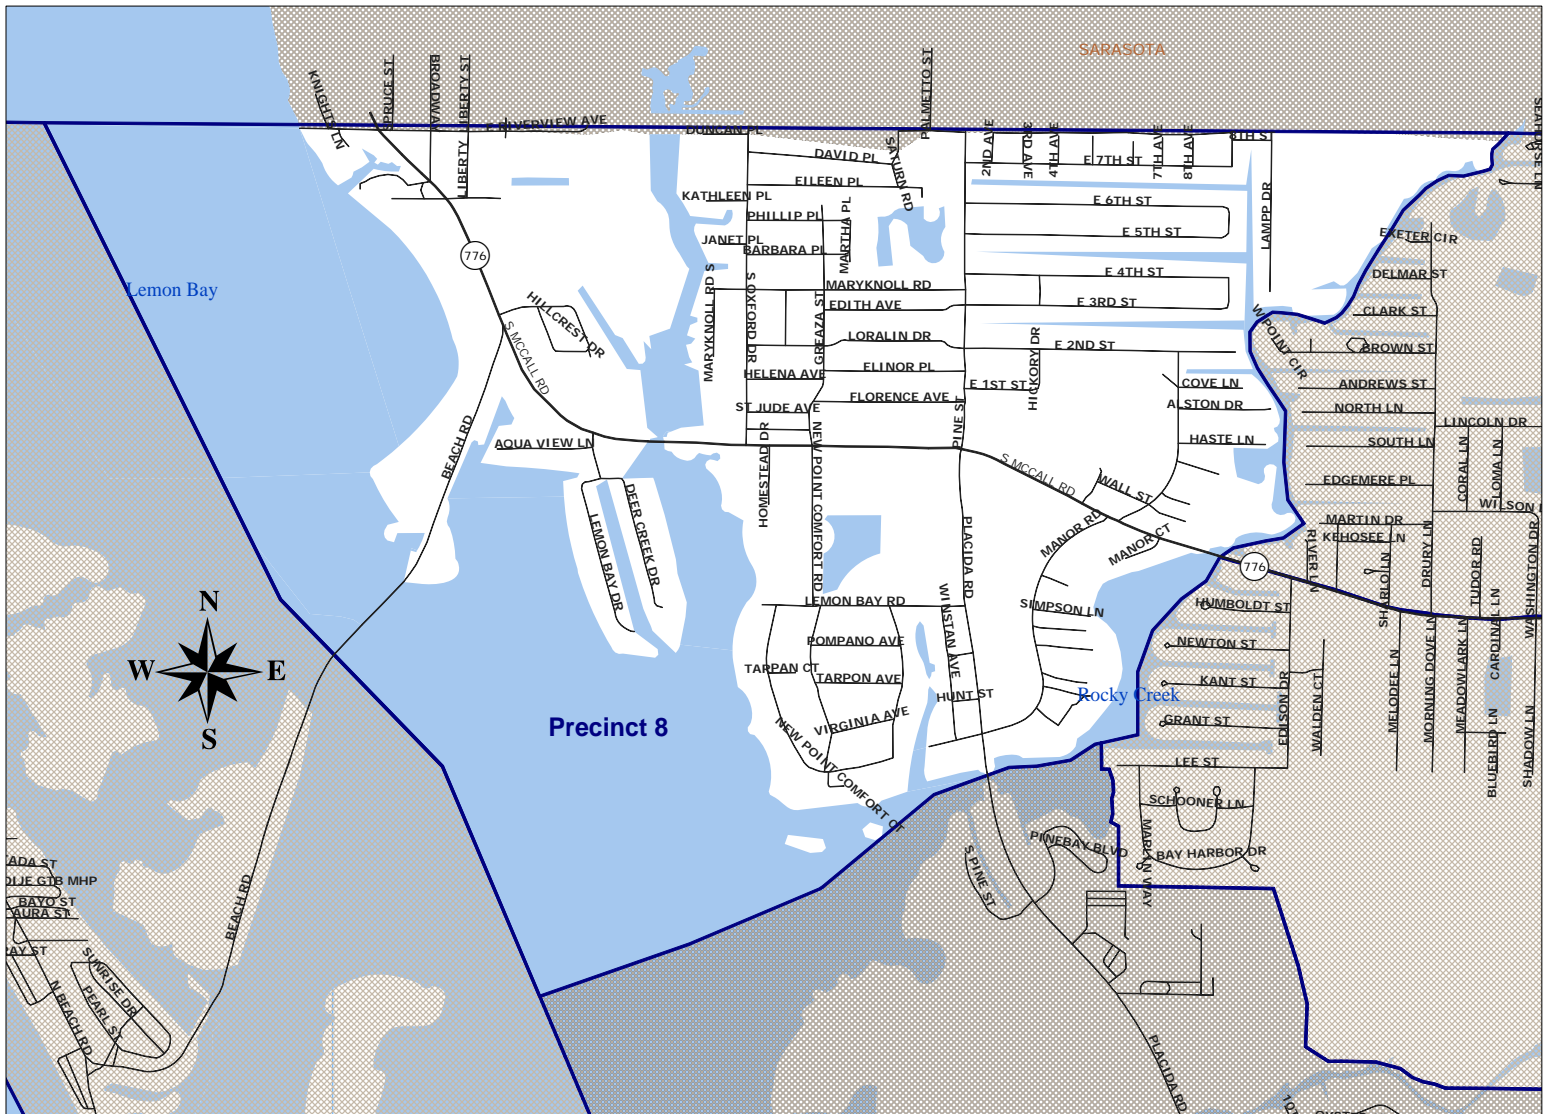 SARASOTA
KNIGHTS LN
SPRUCE ST
BROADWAY
LIBERTY ST
LIBERTY
E RIVERVIEW AVE
DUNCAN PL
PALMETTO ST
SATURN RD
DAVID PL
EILEEN PL
KATHLEEN PL
PHILLIP PL
MARTHA PL
JANET PL
BARBARA PL
2ND AVE
3RD AVE
4TH AVE
7TH AVE
8TH AVE
8TH S
E 7TH ST
E 6TH ST
E 5TH ST
E 4TH ST
E 3RD ST
E 2ND ST
E 1ST ST
LAMPP DR
SEAHORSE LN
EXETER CIR
DELMAR ST
CLARK ST
BROWN ST
W POINT CIR
ANDREWS ST
NORTH LN
LINCOLN DR
SOUTH LN
CORAL LN
LOMA LN
EDGEMERE PL
WILSON
MARTIN DR
KEHOSEE LN
776
Lemon Bay
HILLCREST DR
S MCCALL RD
BEACH RD
AQUA VIEW LN
LEMON BAY DR
DEER CREEK DR
MARYKNOLL RD S
S OXFORD DR
GREAZA ST
MARYKNOLL RD
EDITH AVE
LORALIN DR
HELENA AVE
ELINOR PL
FLORENCE AVE
ST JUDE AVE
HICKORY DR
PINE ST
COVE LN
ALSTON DR
HASTE LN
HOMESTEAD DR
NEW POINT COMFORT RD
S MCCALL RD
WALL ST
MANOR RD
MANOR CT
PLACIDA RD
776
RIVER LN
SHARLO LN
DRURY LN
TUDOR RD
WASHINGTON DR
LEMON BAY RD
WINSTAN AVE
SIMPSON LN
HUMBOLDT ST
POMPANO AVE
NEWTON ST
TARPAN CT
TARPON AVE
HUNT ST
KANT ST
Rocky Creek
VIRGINIA AVE
GRANT ST
EDISON DR
WALDEN CT
MELODEE LN
MORNING DOVE LN
MEADOWLARK LN
CARDINAL LN
BLUEBIRD LN
SHADOW LN
N
W
E
S
Precinct 8
NEW POINT COMFORT CT
LEE ST
SCHOONER LN
MARLYN WAY
BAY HARBOR DR
PINEBAY BLVD
S PINE ST
ADA ST
DIJE GTB MHP
BAYO ST
AURA ST
RAY ST
SUNRISE DR
PEARL ST
N BEACH RD
BEACH RD
PLACIDA RD